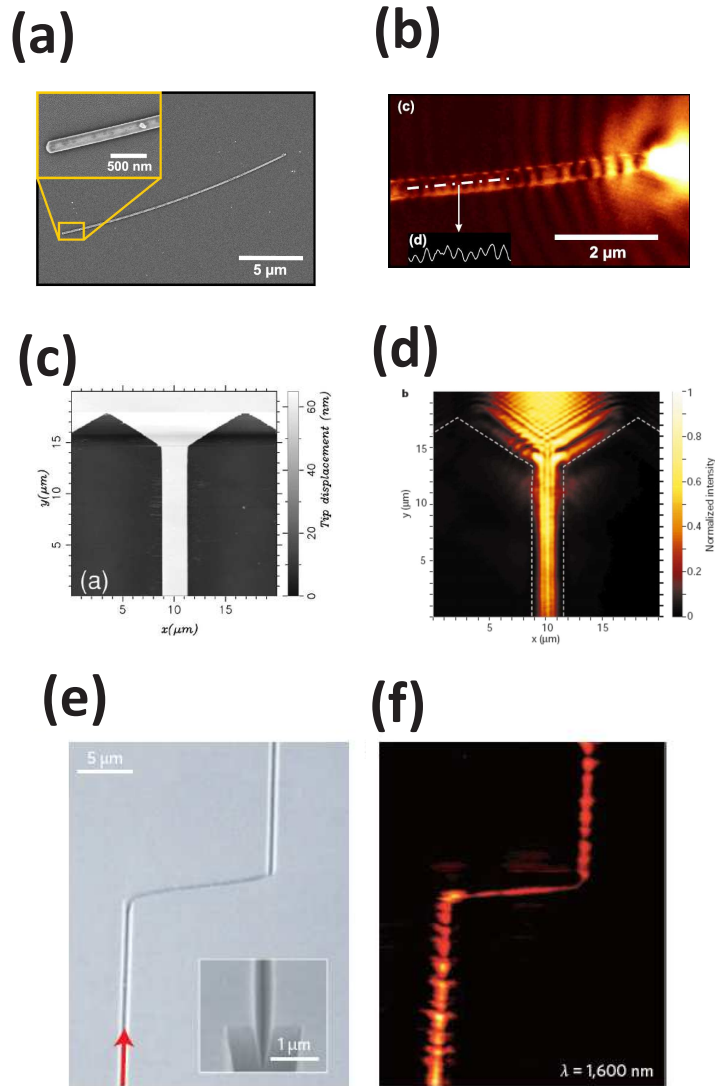 (a)
500 nm
5 μm
(b)
(c)
(d)
2 μm
(c)
15
10
5
y(μm)
5
10
15
x(μm)
(a)
60
40
20
0
Tip displacement (nm)
(d)
b
15
10
5
0
y (μm)
5
10
15
x (μm)
1
0.8
0.6
0.4
0.2
0
Normalized intensity
(e)
5 μm
1 μm
(f)
λ = 1,600 nm